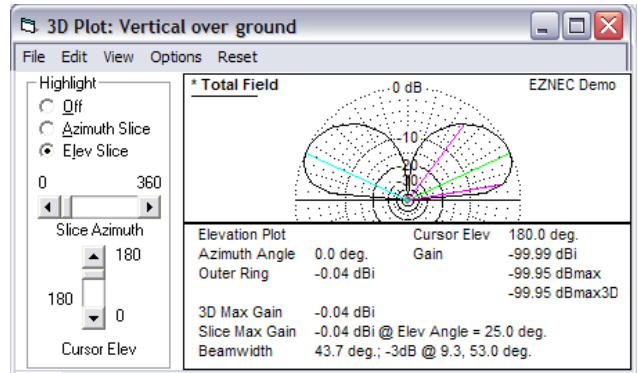 3D Plot: Vertical over ground
File Edit View Options Reset
Highlight
Off
Azimuth Slice
Elev Slice
0 360
Slice Azimuth
180
180
0
Cursor Elev
* Total Field 0 dB EZNEC Demo
-10
-20
-30
Elevation Plot Cursor Elev 180.0 deg.
Azimuth Angle 0.0 deg. Gain -99.99 dBi
Outer Ring -0.04 dBi -99.95 dBmax
-99.95 dBmax3D
3D Max Gain -0.04 dBi
Slice Max Gain -0.04 dBi @ Elev Angle = 25.0 deg.
Beamwidth 43.7 deg.; -3dB @ 9.3, 53.0 deg.